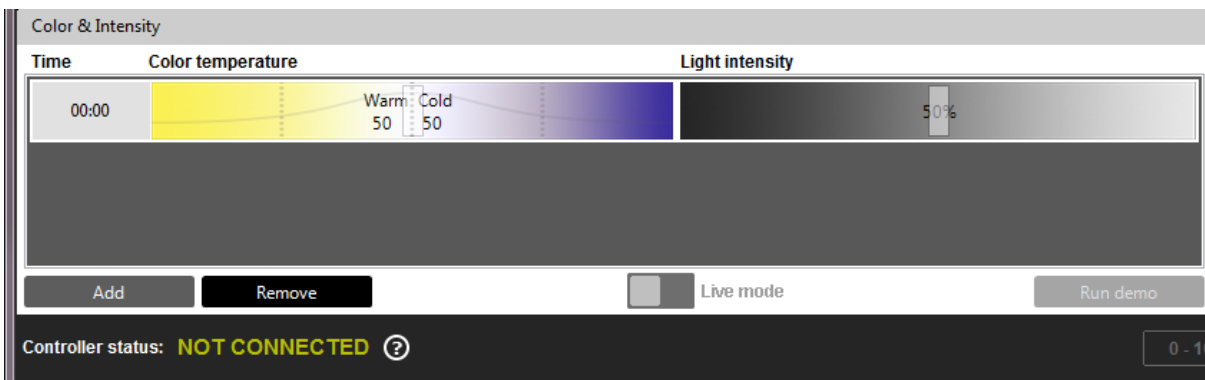 Color & Intensity
Time Color temperature Light intensity
00:00
Warm Cold
50 50
50%
Add Remove Live mode Run demo
Controller status: NOT CONNECTED ?